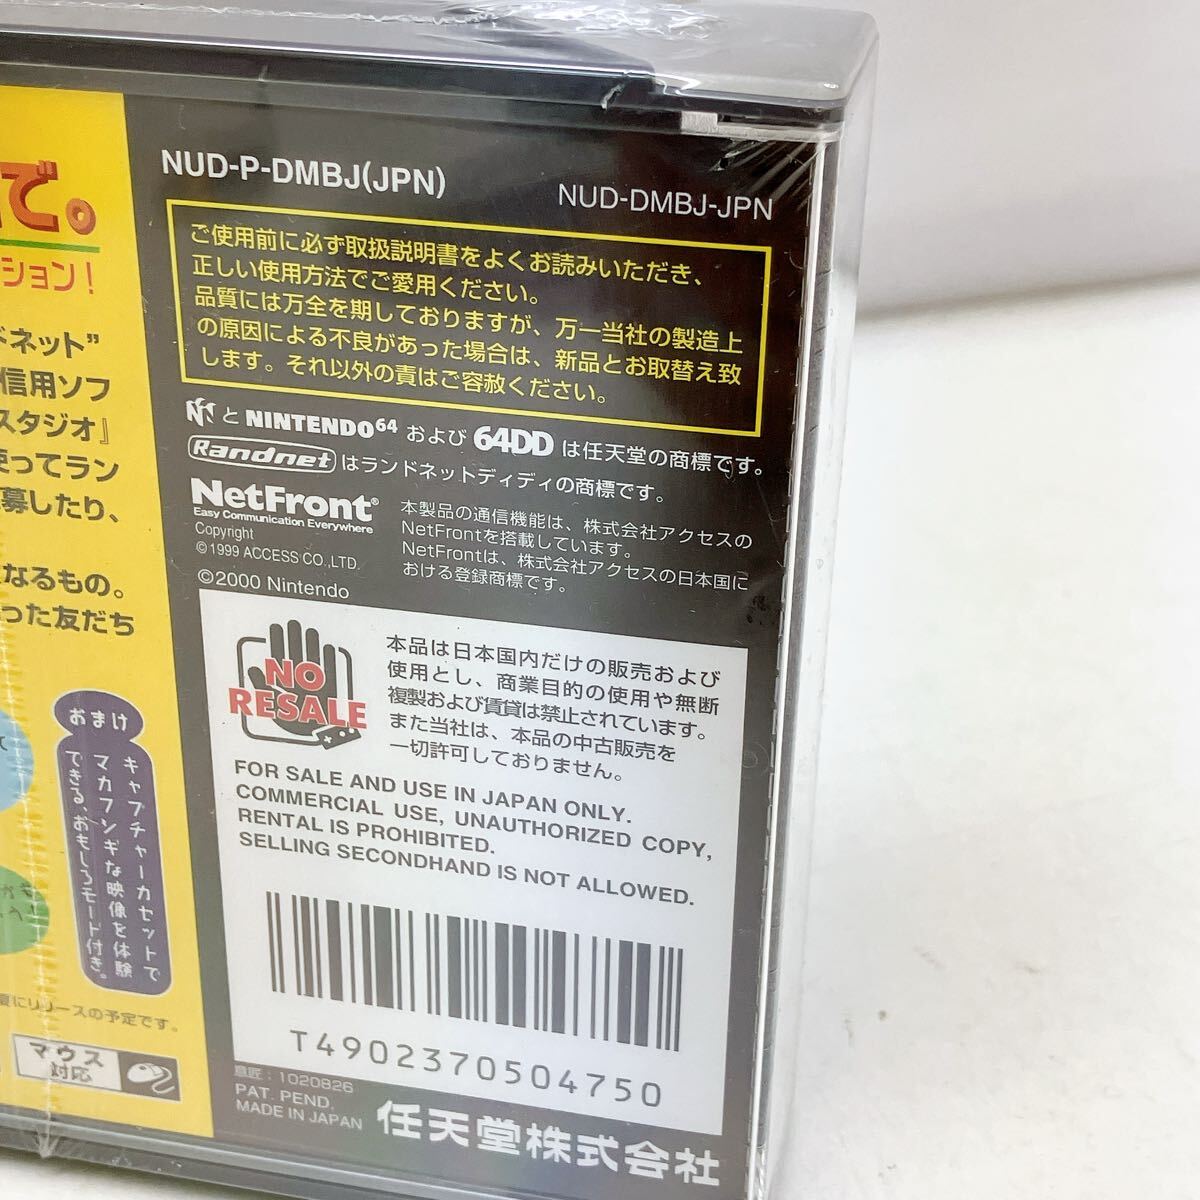 で。
ション！
ドネット”
信用ソフ
スタジオ』
使ってラン
募したり、
なるもの。
った友だち
て
おまけ
キャプチャーカセットで
マカフシギな映像を体験
できる、おもしろモード付き。
夏にリリースの予定です。
マウス
対応
NUD-P-DMBJ(JPN)
NUD-DMBJ-JPN
ご使用前に必ず取扱説明書をよくお読みいただき、
正しい使用方法でご愛用ください。
品質には万全を期しておりますが、万一当社の製造上
の原因による不良があった場合は、新品とお取替え致
します。それ以外の責はご容赦ください。
と NINTENDO64 および 64DD は任天堂の商標です。
Randnet はランドネットディディの商標です。
NetFront®
Easy Communication Everywhere
Copyright
©1999 ACCESS CO.,LTD.
本製品の通信機能は、株式会社アクセスの
NetFrontを搭載しています。
NetFrontは、株式会社アクセスの日本国に
おける登録商標です。
©2000 Nintendo
NO
RESALE
本品は日本国内だけの販売および
使用とし、商業目的の使用や無断
複製および賃貸は禁止されています。
また当社は、本品の中古販売を
一切許可しておりません。
FOR SALE AND USE IN JAPAN ONLY.
COMMERCIAL USE, UNAUTHORIZED COPY,
RENTAL IS PROHIBITED.
SELLING SECONDHAND IS NOT ALLOWED.
T4902370504750
意匠：1020826
PAT. PEND,
MADE IN JAPAN
任天堂株式会社